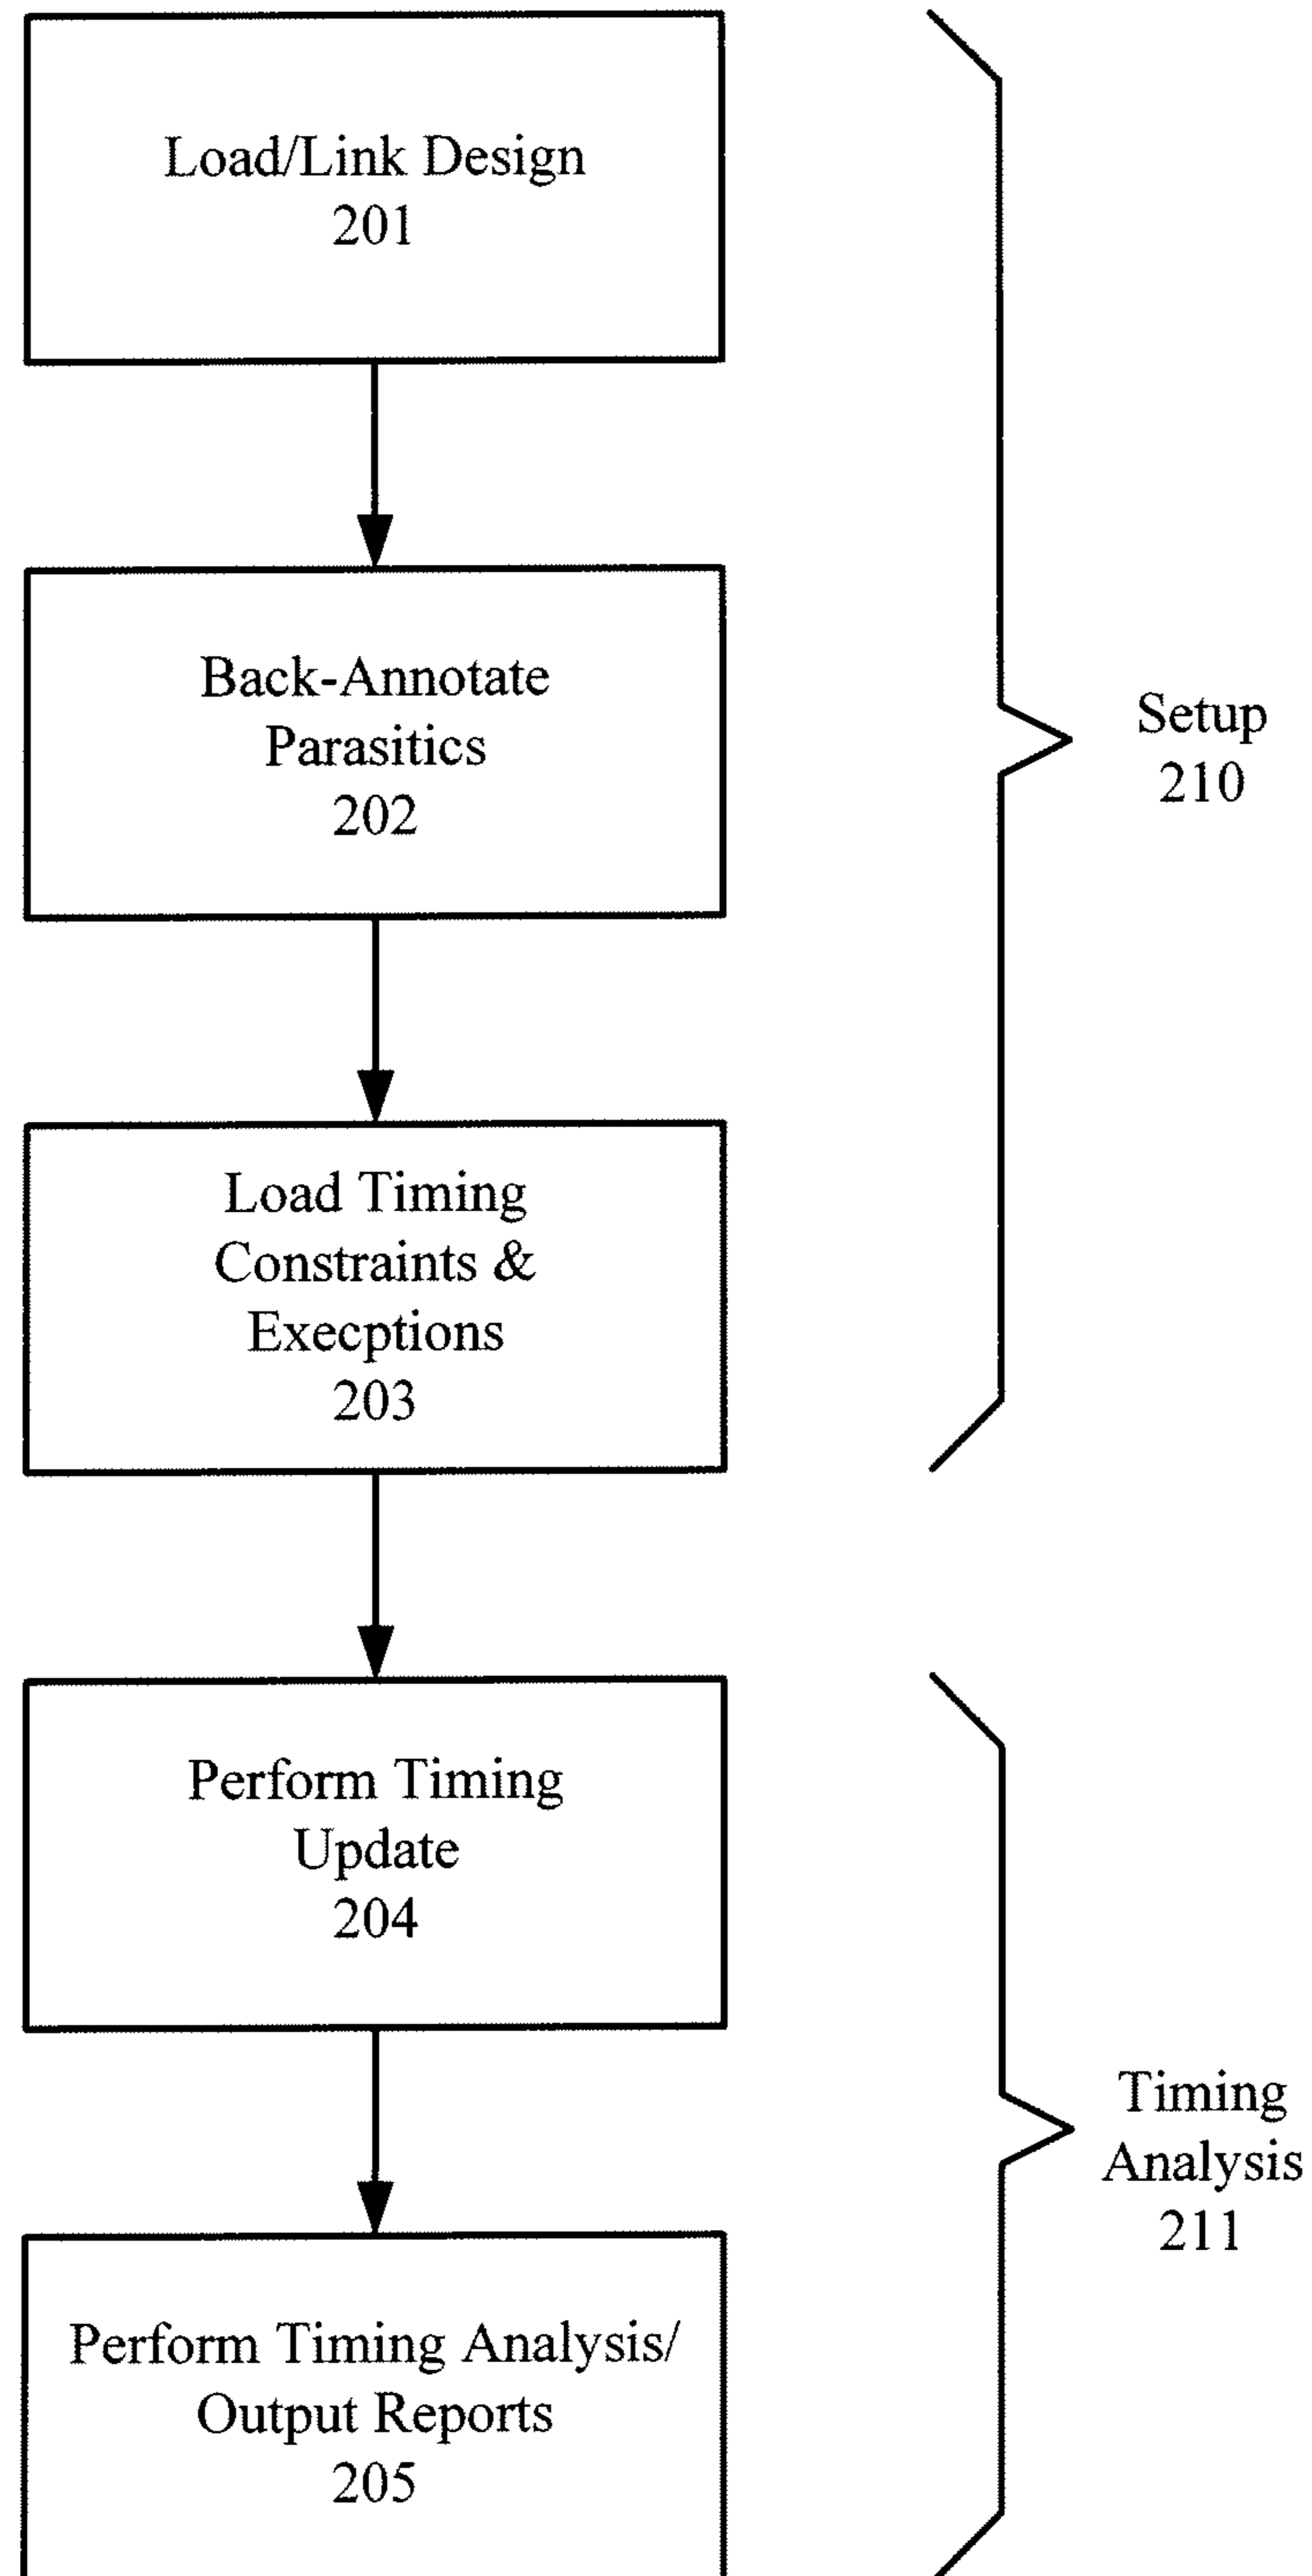 Load/Link Design
201
Back-Annotate
Parasitics
202
Setup
210
Load Timing
Constraints &
Execptions
203
Perform Timing
Update
204
Timing
Analysis
211
Perform Timing Analysis/
Output Reports
205